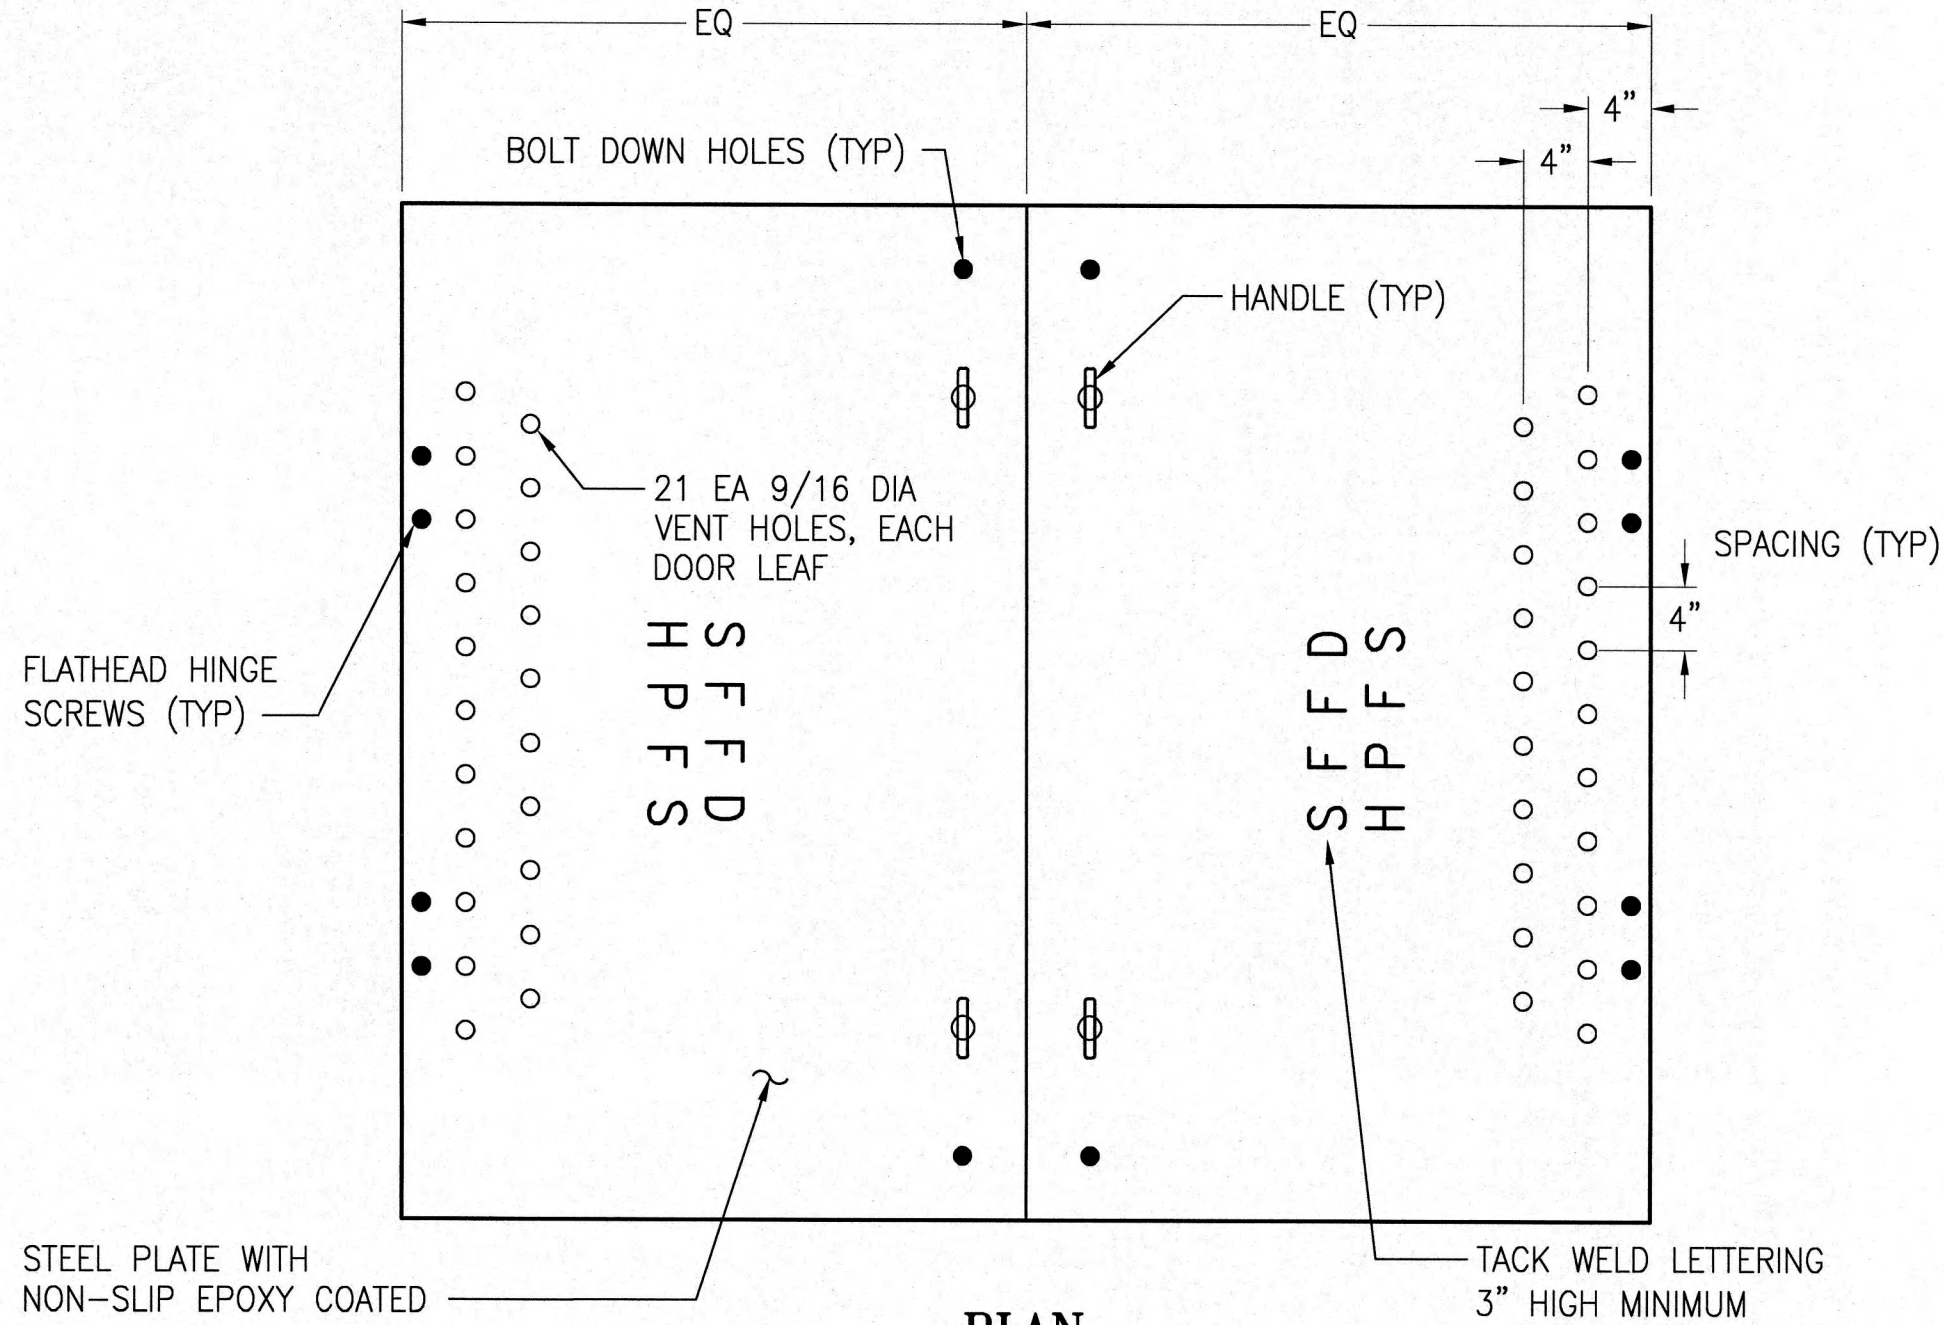 EQ
EQ
4"
4"
BOLT DOWN HOLES (TYP)
HANDLE (TYP)
21 EA 9/16 DIA
VENT HOLES, EACH
DOOR LEAF
SPACING (TYP)
4"
FLATHEAD HINGE
SCREWS (TYP)
SFFD
HPFS
SFFD
HPFS
STEEL PLATE WITH
NON-SLIP EPOXY COATED
TACK WELD LETTERING
3" HIGH MINIMUM
PLAN